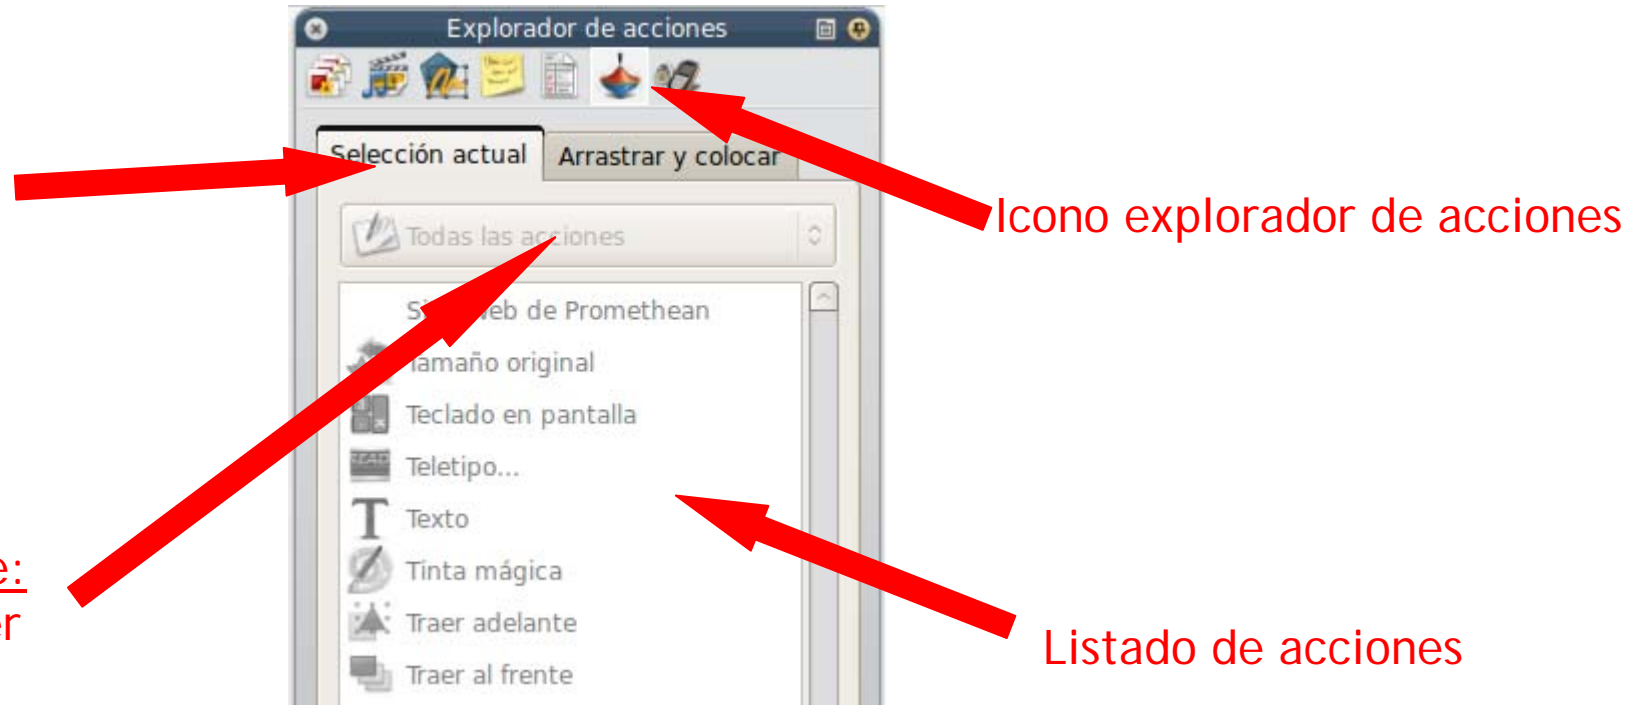 Explorador de acciones
Selección actual
Arrastrar y colocar
Icono explorador de acciones
Todas las acciones
Web de Promethean
Tamaño original
Teclado en pantalla
Teletipo...
Texto
Tinta mágica
e:
er
Traer adelante
Listado de acciones
Traer al frente